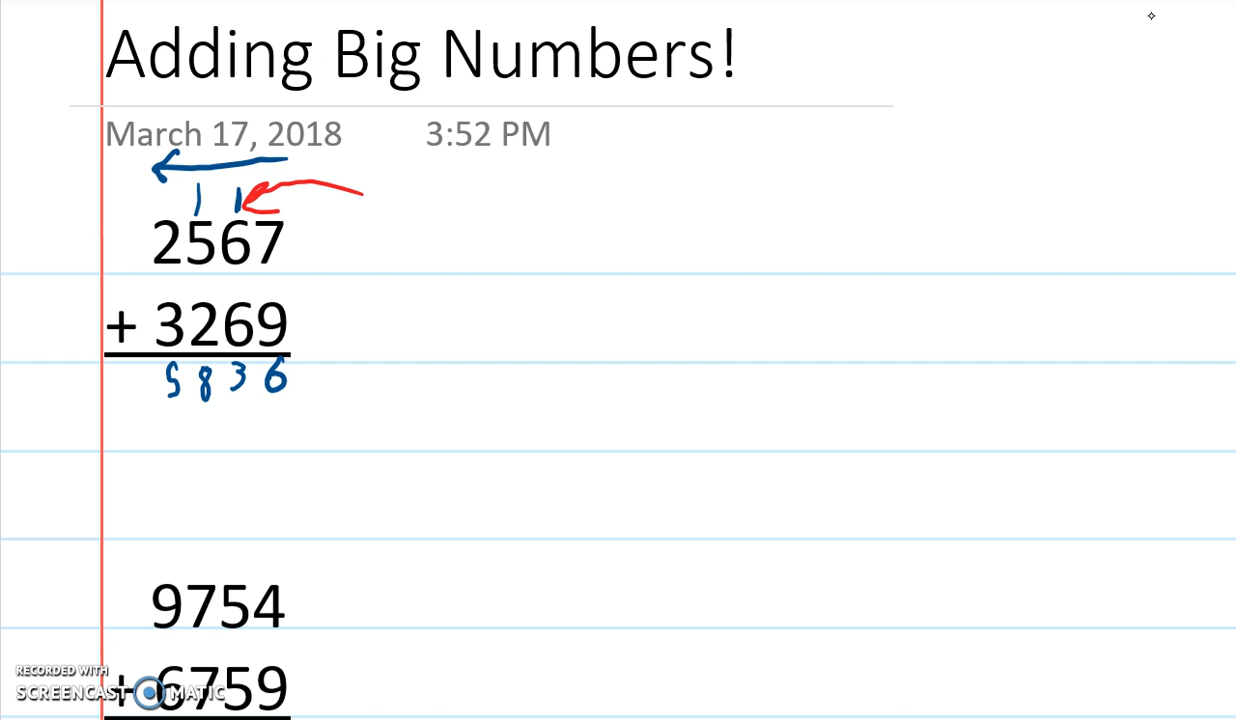 Adding Big Numbers!
March 17, 2018 3:52 PM
1 1
2567
+ 3269
5836
9754
+ 6759
RECORDED WITH
SCREENCAST MATIC